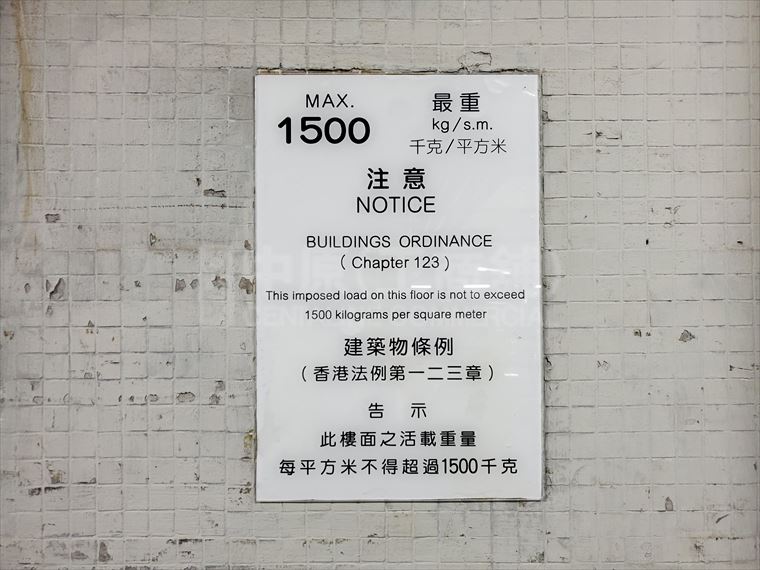 MAX. 最重
1500 kg/s.m.
千克/平方米
注意
NOTICE
BUILDINGS ORDINANCE
( Chapter 123 )
This imposed load on this floor is not to exceed
1500 kilograms per square meter
建築物條例
(香港法例第一二三章)
告 示
此樓面之活載重量
每平方米不得超過1500千克